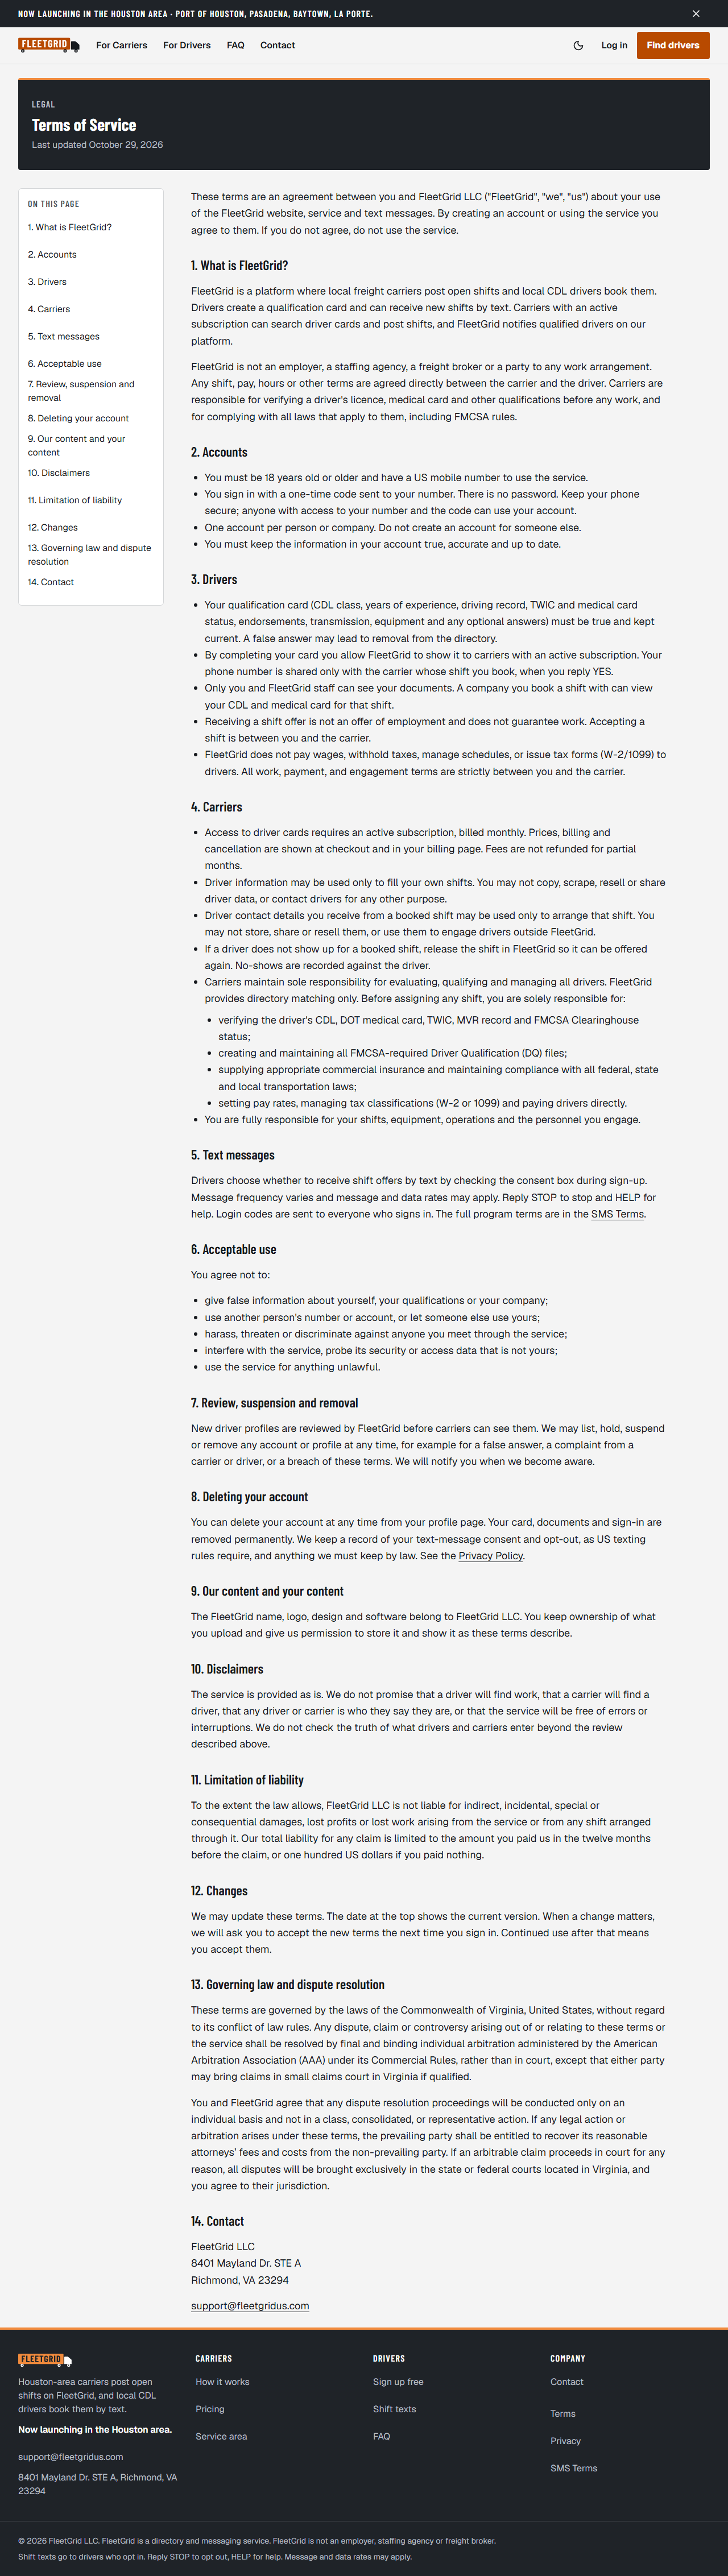 NOW LAUNCHING IN THE HOUSTON AREA · PORT OF HOUSTON, PASADENA, BAYTOWN, LA PORTE.
FLEETGRID
For Carriers
For Drivers
FAQ
Contact
Log in
Find drivers
LEGAL
Terms of Service
Last updated October 29, 2026
ON THIS PAGE
1. What is FleetGrid?
2. Accounts
3. Drivers
4. Carriers
5. Text messages
6. Acceptable use
7. Review, suspension and
removal
8. Deleting your account
9. Our content and your
content
10. Disclaimers
11. Limitation of liability
12. Changes
13. Governing law and dispute
resolution
14. Contact
These terms are an agreement between you and FleetGrid LLC ("FleetGrid", "we", "us") about your use
of the FleetGrid website, service and text messages. By creating an account or using the service you
agree to them. If you do not agree, do not use the service.
1. What is FleetGrid?
FleetGrid is a platform where local freight carriers post open shifts and local CDL drivers book them.
Drivers create a qualification card and can receive new shifts by text. Carriers with an active
subscription can search driver cards and post shifts, and FleetGrid notifies qualified drivers on our
platform.
FleetGrid is not an employer, a staffing agency, a freight broker or a party to any work arrangement.
Any shift, pay, hours or other terms are agreed directly between the carrier and the driver. Carriers are
responsible for verifying a driver's licence, medical card and other qualifications before any work, and
for complying with all laws that apply to them, including FMCSA rules.
2. Accounts
• You must be 18 years old or older and have a US mobile number to use the service.
• You sign in with a one-time code sent to your number. There is no password. Keep your phone
secure; anyone with access to your number and the code can use your account.
• One account per person or company. Do not create an account for someone else.
• You must keep the information in your account true, accurate and up to date.
3. Drivers
• Your qualification card (CDL class, years of experience, driving record, TWIC and medical card
status, endorsements, transmission, equipment and any optional answers) must be true and kept
current. A false answer may lead to removal from the directory.
• By completing your card you allow FleetGrid to show it to carriers with an active subscription. Your
phone number is shared only with the carrier whose shift you book, when you reply YES.
• Only you and FleetGrid staff can see your documents. A company you book a shift with can view
your CDL and medical card for that shift.
• Receiving a shift offer is not an offer of employment and does not guarantee work. Accepting a
shift is between you and the carrier.
• FleetGrid does not pay wages, withhold taxes, manage schedules, or issue tax forms (W-2/1099) to
drivers. All work, payment, and engagement terms are strictly between you and the carrier.
4. Carriers
• Access to driver cards requires an active subscription, billed monthly. Prices, billing and
cancellation are shown at checkout and in your billing page. Fees are not refunded for partial
months.
• Driver information may be used only to fill your own shifts. You may not copy, scrape, resell or share
driver data, or contact drivers for any other purpose.
• Driver contact details you receive from a booked shift may be used only to arrange that shift. You
may not store, share or resell them, or use them to engage drivers outside FleetGrid.
• If a driver does not show up for a booked shift, release the shift in FleetGrid so it can be offered
again. No-shows are recorded against the driver.
• Carriers maintain sole responsibility for evaluating, qualifying and managing all drivers. FleetGrid
provides directory matching only. Before assigning any shift, you are solely responsible for:
• verifying the driver's CDL, DOT medical card, TWIC, MVR record and FMCSA Clearinghouse
status;
• creating and maintaining all FMCSA-required Driver Qualification (DQ) files;
• supplying appropriate commercial insurance and maintaining compliance with all federal, state
and local transportation laws;
• setting pay rates, managing tax classifications (W-2 or 1099) and paying drivers directly.
• You are fully responsible for your shifts, equipment, operations and the personnel you engage.
5. Text messages
Drivers choose whether to receive shift offers by text by checking the consent box during sign-up.
Message frequency varies and message and data rates may apply. Reply STOP to stop and HELP for
help. Login codes are sent to everyone who signs in. The full program terms are in the SMS Terms.
6. Acceptable use
You agree not to:
• give false information about yourself, your qualifications or your company;
• use another person's number or account, or let someone else use yours;
• harass, threaten or discriminate against anyone you meet through the service;
• interfere with the service, probe its security or access data that is not yours;
• use the service for anything unlawful.
7. Review, suspension and removal
New driver profiles are reviewed by FleetGrid before carriers can see them. We may list, hold, suspend
or remove any account or profile at any time, for example for a false answer, a complaint from a
carrier or driver, or a breach of these terms. We will notify you when we become aware.
8. Deleting your account
You can delete your account at any time from your profile page. Your card, documents and sign-in are
removed permanently. We keep a record of your text-message consent and opt-out, as US texting
rules require, and anything we must keep by law. See the Privacy Policy.
9. Our content and your content
The FleetGrid name, logo, design and software belong to FleetGrid LLC. You keep ownership of what
you upload and give us permission to store it and show it as these terms describe.
10. Disclaimers
The service is provided as is. We do not promise that a driver will find work, that a carrier will find a
driver, that any driver or carrier is who they say they are, or that the service will be free of errors or
interruptions. We do not check the truth of what drivers and carriers enter beyond the review
described above.
11. Limitation of liability
To the extent the law allows, FleetGrid LLC is not liable for indirect, incidental, special or
consequential damages, lost profits or lost work arising from the service or from any shift arranged
through it. Our total liability for any claim is limited to the amount you paid us in the twelve months
before the claim, or one hundred US dollars if you paid nothing.
12. Changes
We may update these terms. The date at the top shows the current version. When a change matters,
we will ask you to accept the new terms the next time you sign in. Continued use after that means
you accept them.
13. Governing law and dispute resolution
These terms are governed by the laws of the Commonwealth of Virginia, United States, without regard
to its conflict of law rules. Any dispute, claim or controversy arising out of or relating to these terms or
the service shall be resolved by final and binding individual arbitration administered by the American
Arbitration Association (AAA) under its Commercial Rules, rather than in court, except that either party
may bring claims in small claims court in Virginia if qualified.
You and FleetGrid agree that any dispute resolution proceedings will be conducted only on an
individual basis and not in a class, consolidated, or representative action. If any legal action or
arbitration arises under these terms, the prevailing party shall be entitled to recover its reasonable
attorneys' fees and costs from the non-prevailing party. If an arbitrable claim proceeds in court for any
reason, all disputes will be brought exclusively in the state or federal courts located in Virginia, and
you agree to their jurisdiction.
14. Contact
FleetGrid LLC
8401 Mayland Dr. STE A
Richmond, VA 23294
support@fleetgridus.com
FLEETGRID
Houston-area carriers post open
shifts on FleetGrid, and local CDL
drivers book them by text.
Now launching in the Houston area.
support@fleetgridus.com
8401 Mayland Dr. STE A, Richmond, VA
23294
CARRIERS
How it works
Pricing
Service area
DRIVERS
Sign up free
Shift texts
FAQ
COMPANY
Contact
Terms
Privacy
SMS Terms
© 2026 FleetGrid LLC. FleetGrid is a directory and messaging service. FleetGrid is not an employer, staffing agency or freight broker.
Shift texts go to drivers who opt in. Reply STOP to opt out, HELP for help. Message and data rates may apply.